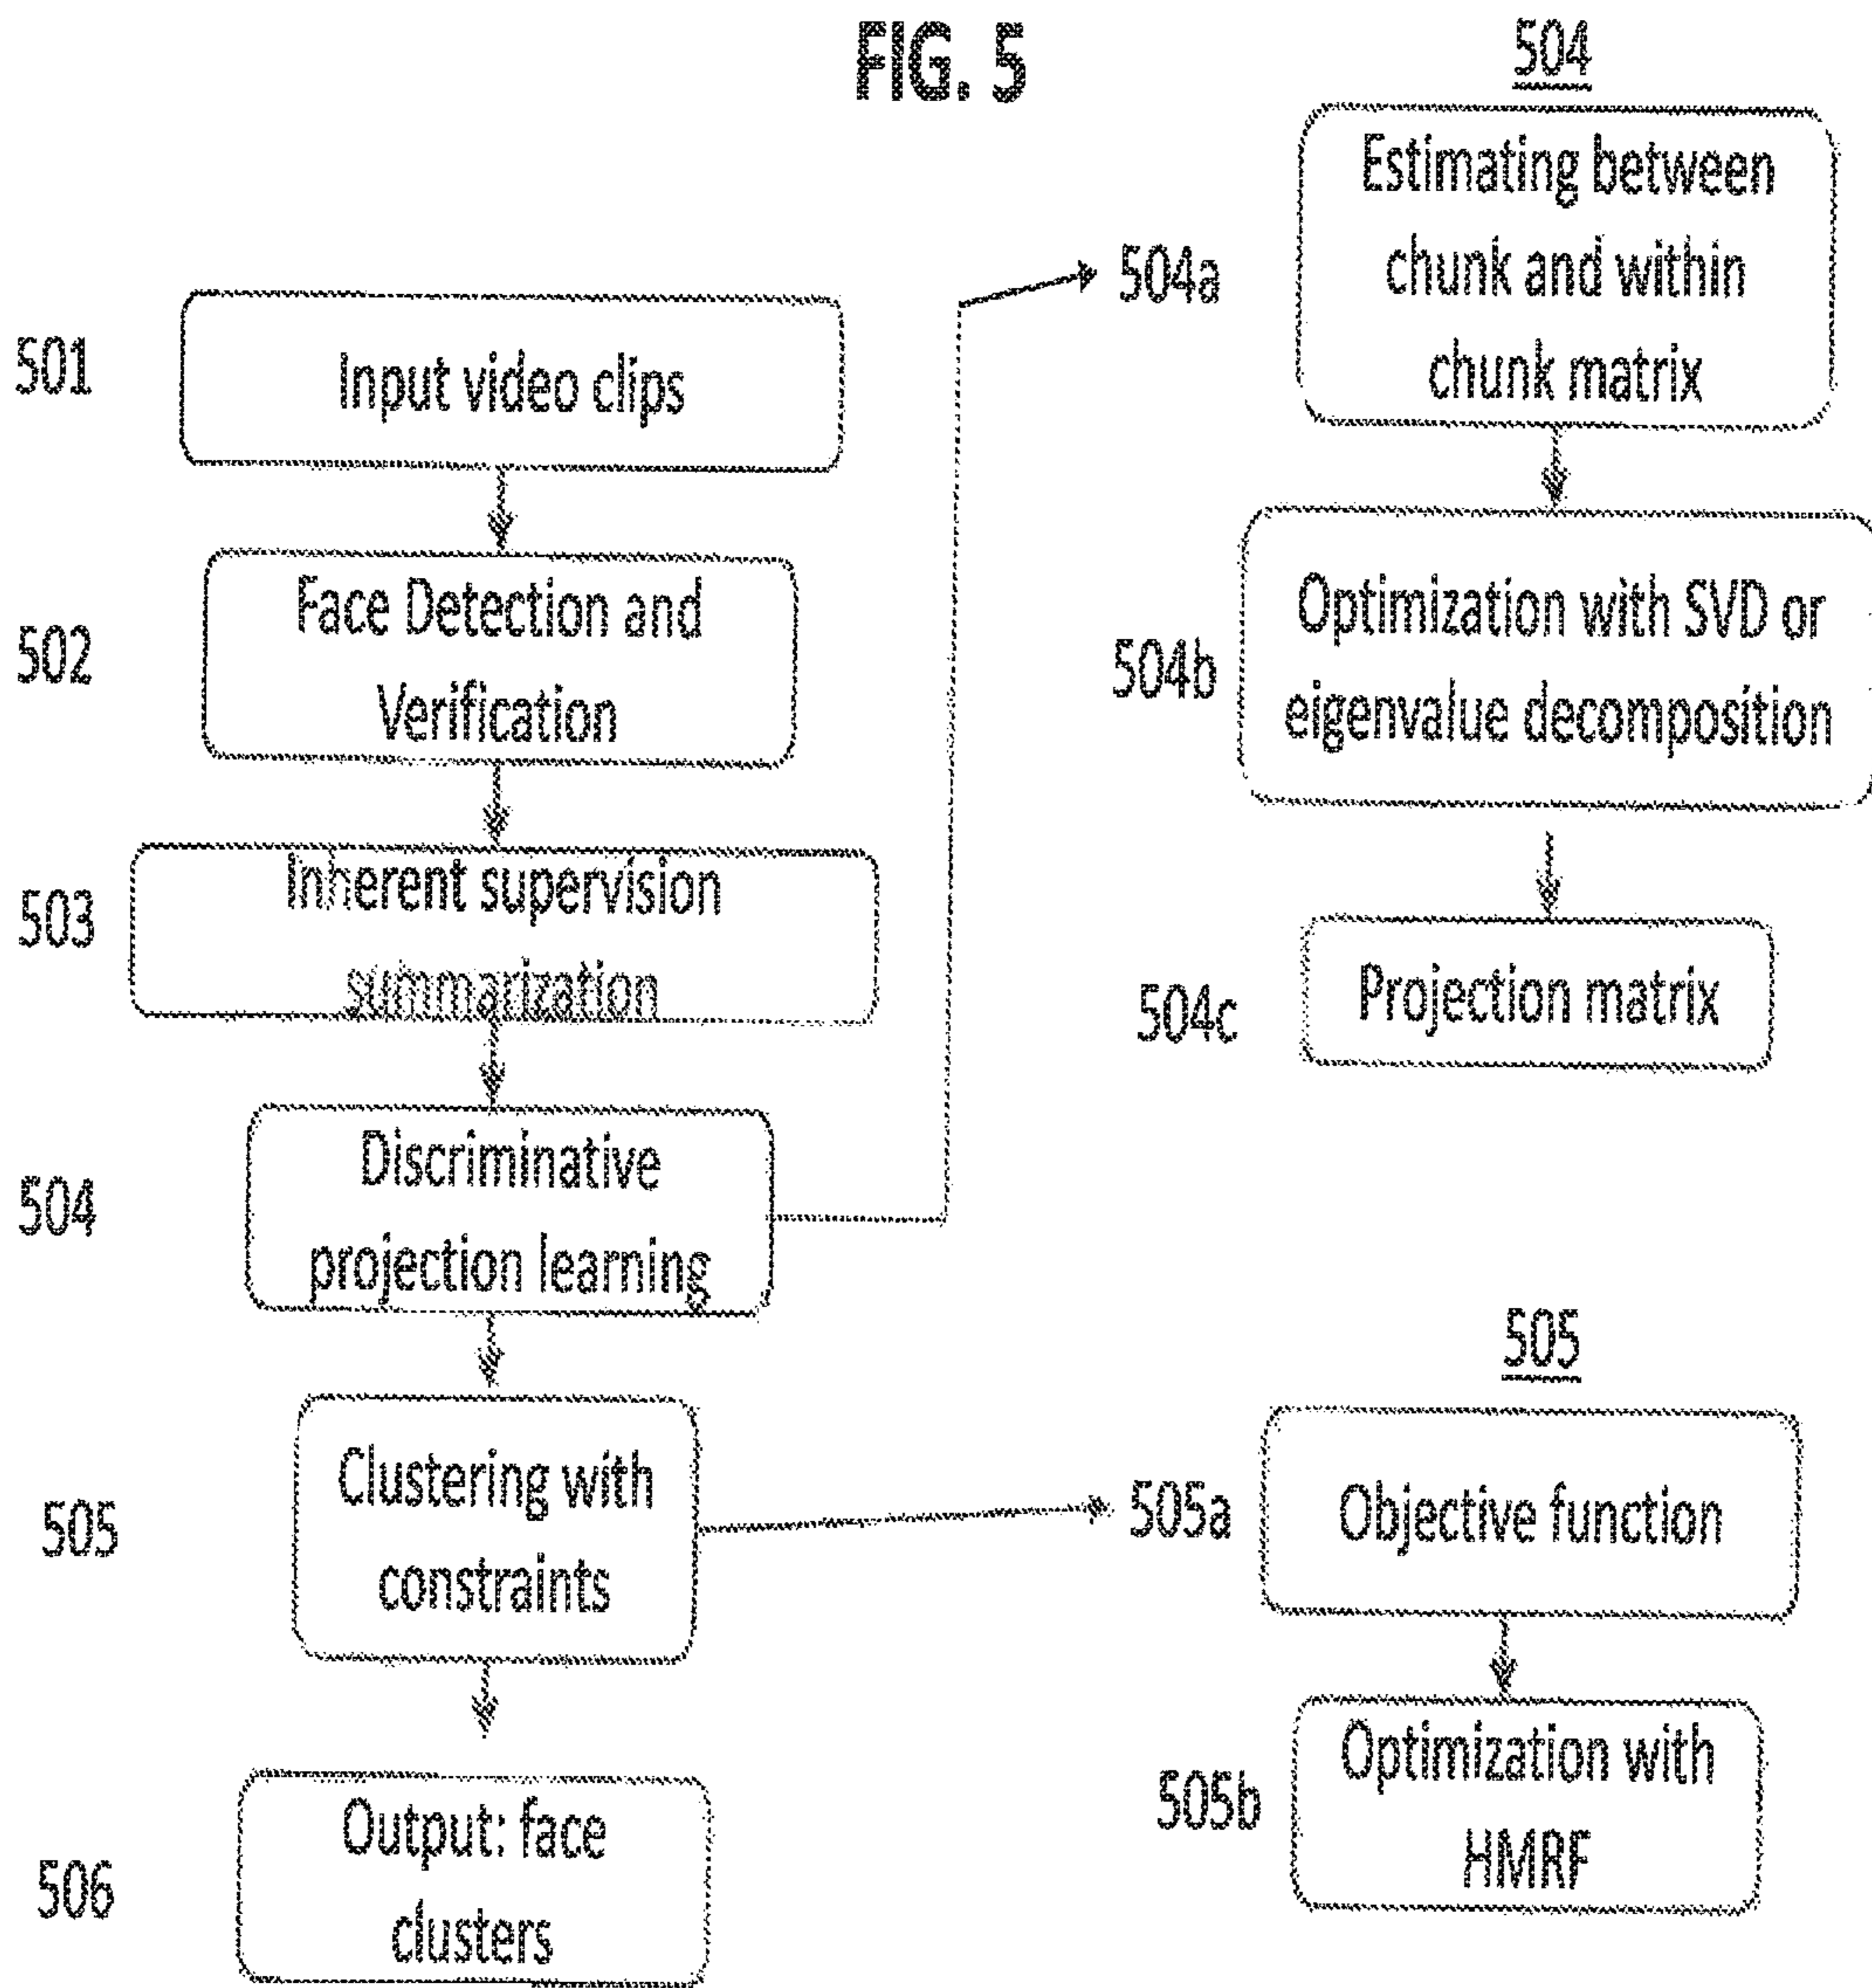 FIG. 5
501
Input video clips
502
Face Detection and
Verification
503
Inherent supervision
summarization
504
Discriminative
projection learning
505
Clustering with
constraints
506
Output: face
clusters
504
504a
Estimating between
chunk and within
chunk matrix
504b
Optimization with SVD or
eigenvalue decomposition
504c
Projection matrix
505
505a
Objective function
505b
Optimization with
HMRF